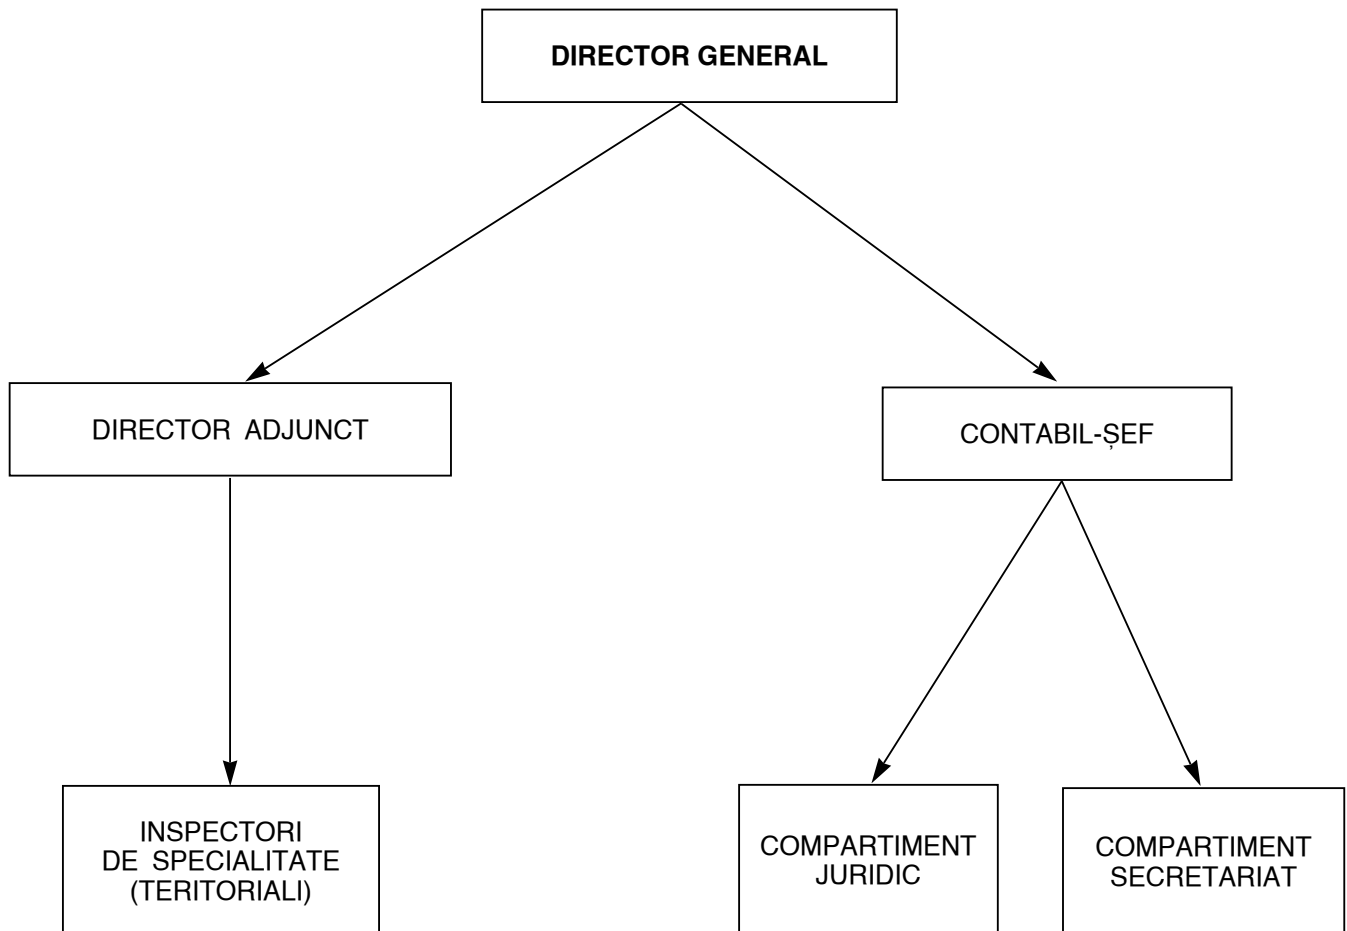 DIRECTOR GENERAL
DIRECTOR ADJUNCT
CONTABIL-ȘEF
INSPECTORI
DE SPECIALITATE
(TERITORIALI)
COMPARTIMENT
JURIDIC
COMPARTIMENT
SECRETARIAT